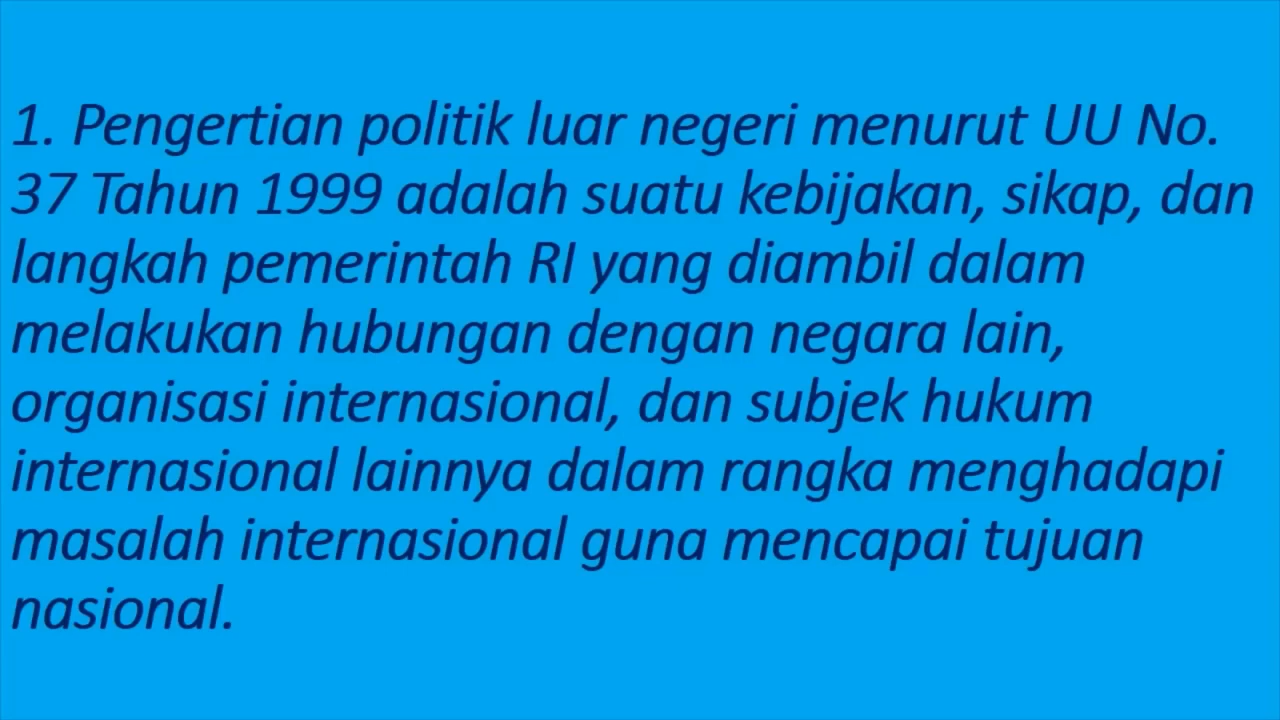 1. Pengertian politik luar negeri menurut UU No.
37 Tahun 1999 adalah suatu kebijakan, sikap, dan
langkah pemerintah RI yang diambil dalam
melakukan hubungan dengan negara lain,
organisasi internasional, dan subjek hukum
internasional lainnya dalam rangka menghadapi
masalah internasional guna mencapai tujuan
nasional.